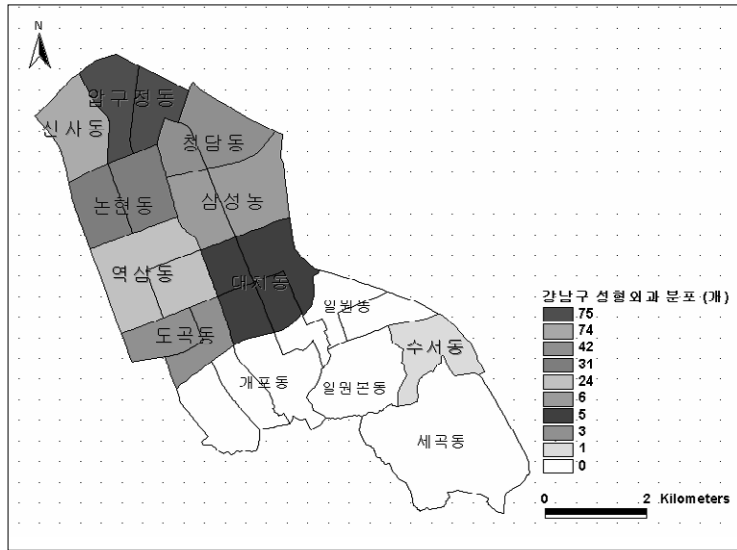 N
압구정동
신사동
청담동
논현동
삼성동
역삼동
대치동
일원동
도곡동
수서동
개포동
일원본동
세곡동
강남구 성형외과 분포 (개)
75
74
42
31
24
6
5
3
1
0
0 2 Kilometers